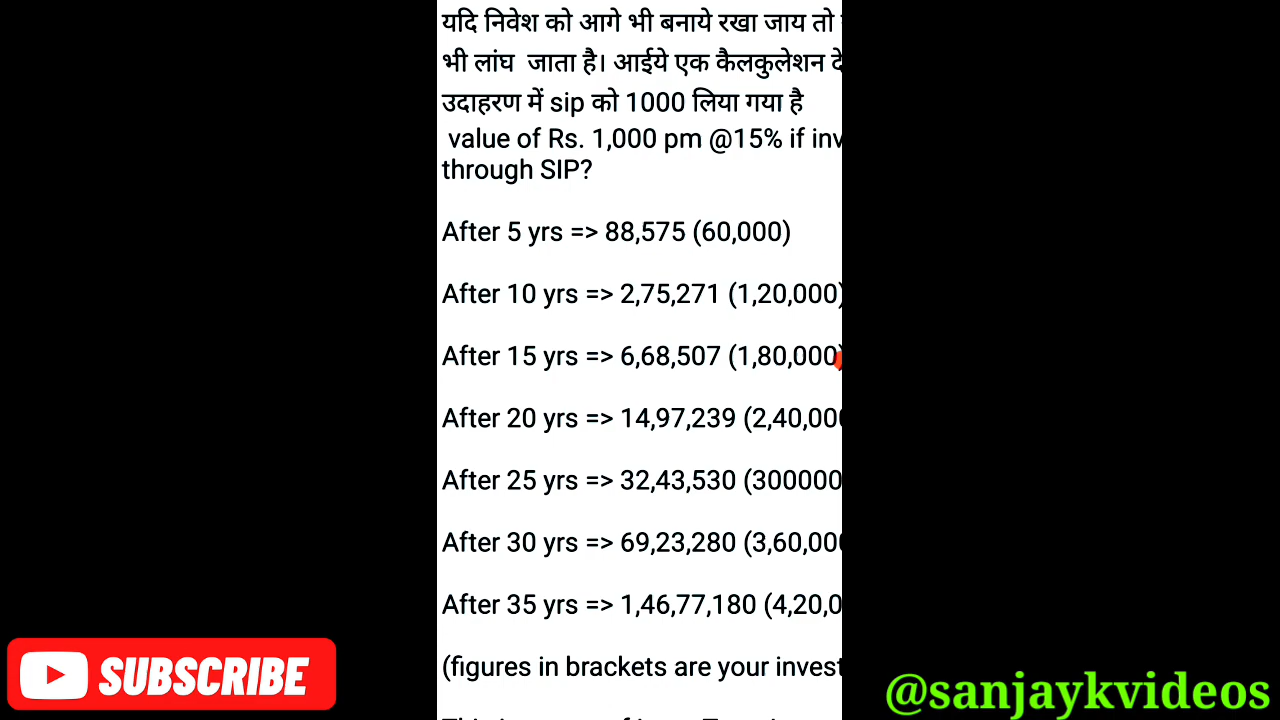 यदि निवेश को आगे भी बनाये रखा जाय तो
भी लांघ जाता है। आईये एक कैलकुलेशन
उदाहरण में sip को 1000 लिया गया है
value of Rs. 1,000 pm @15% if
through SIP?
After 5 yrs => 88,575 (60,000)
After 10 yrs => 2,75,271 (1,20,000)
After 15 yrs => 6,68,507 (1,80,000)
After 20 yrs => 14,97,239 (2,40,00
After 25 yrs => 32,43,530 (300000
After 30 yrs => 69,23,280 (3,60,00
After 35 yrs => 1,46,77,180 (4,20,0
(figures in brackets are your
SUBSCRIBE
@sanjaykvideos